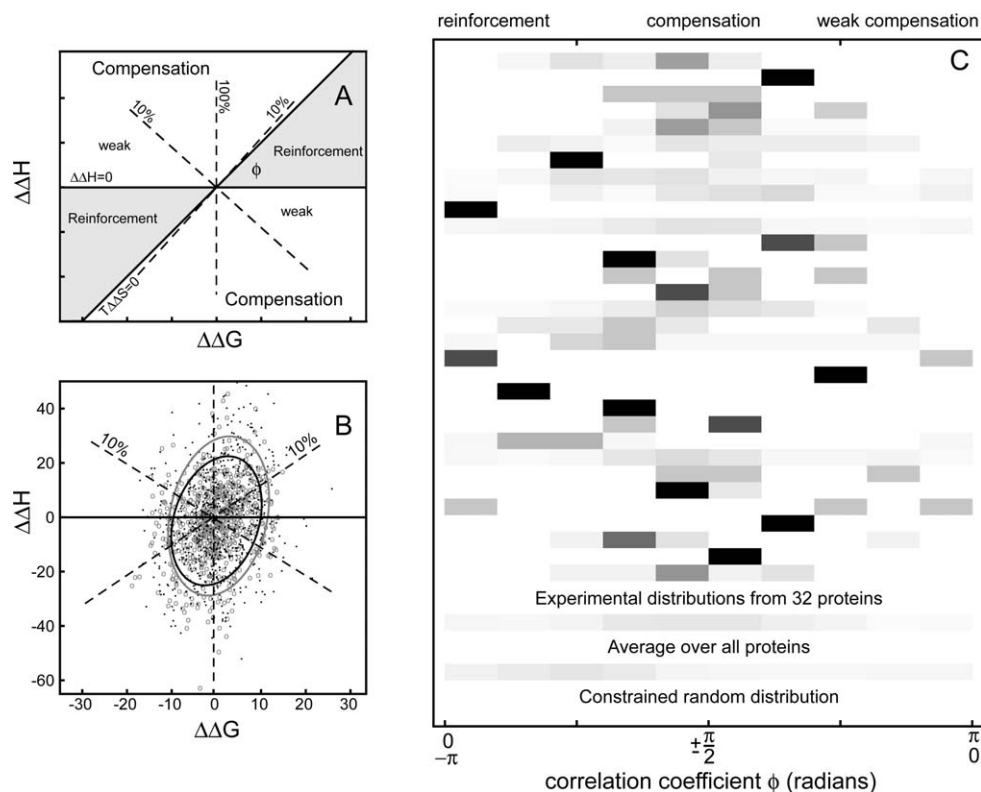 reinforcement compensation weak compensation
A
Compensation
100%
10%
10%
weak
Reinforcement
ΔΔH
ΔΔH=0
ϕ
Reinforcement
weak
TΔΔS=0
Compensation
ΔΔG
B
40
20
0
-20
-40
-60
10%
10%
ΔΔH
-30 -20 -10 0 10 20 30
ΔΔG
C
Experimental distributions from 32 proteins
Average over all proteins
Constrained random distribution
0 +π/2 π
−π - 0
correlation coefficient ϕ (radians)